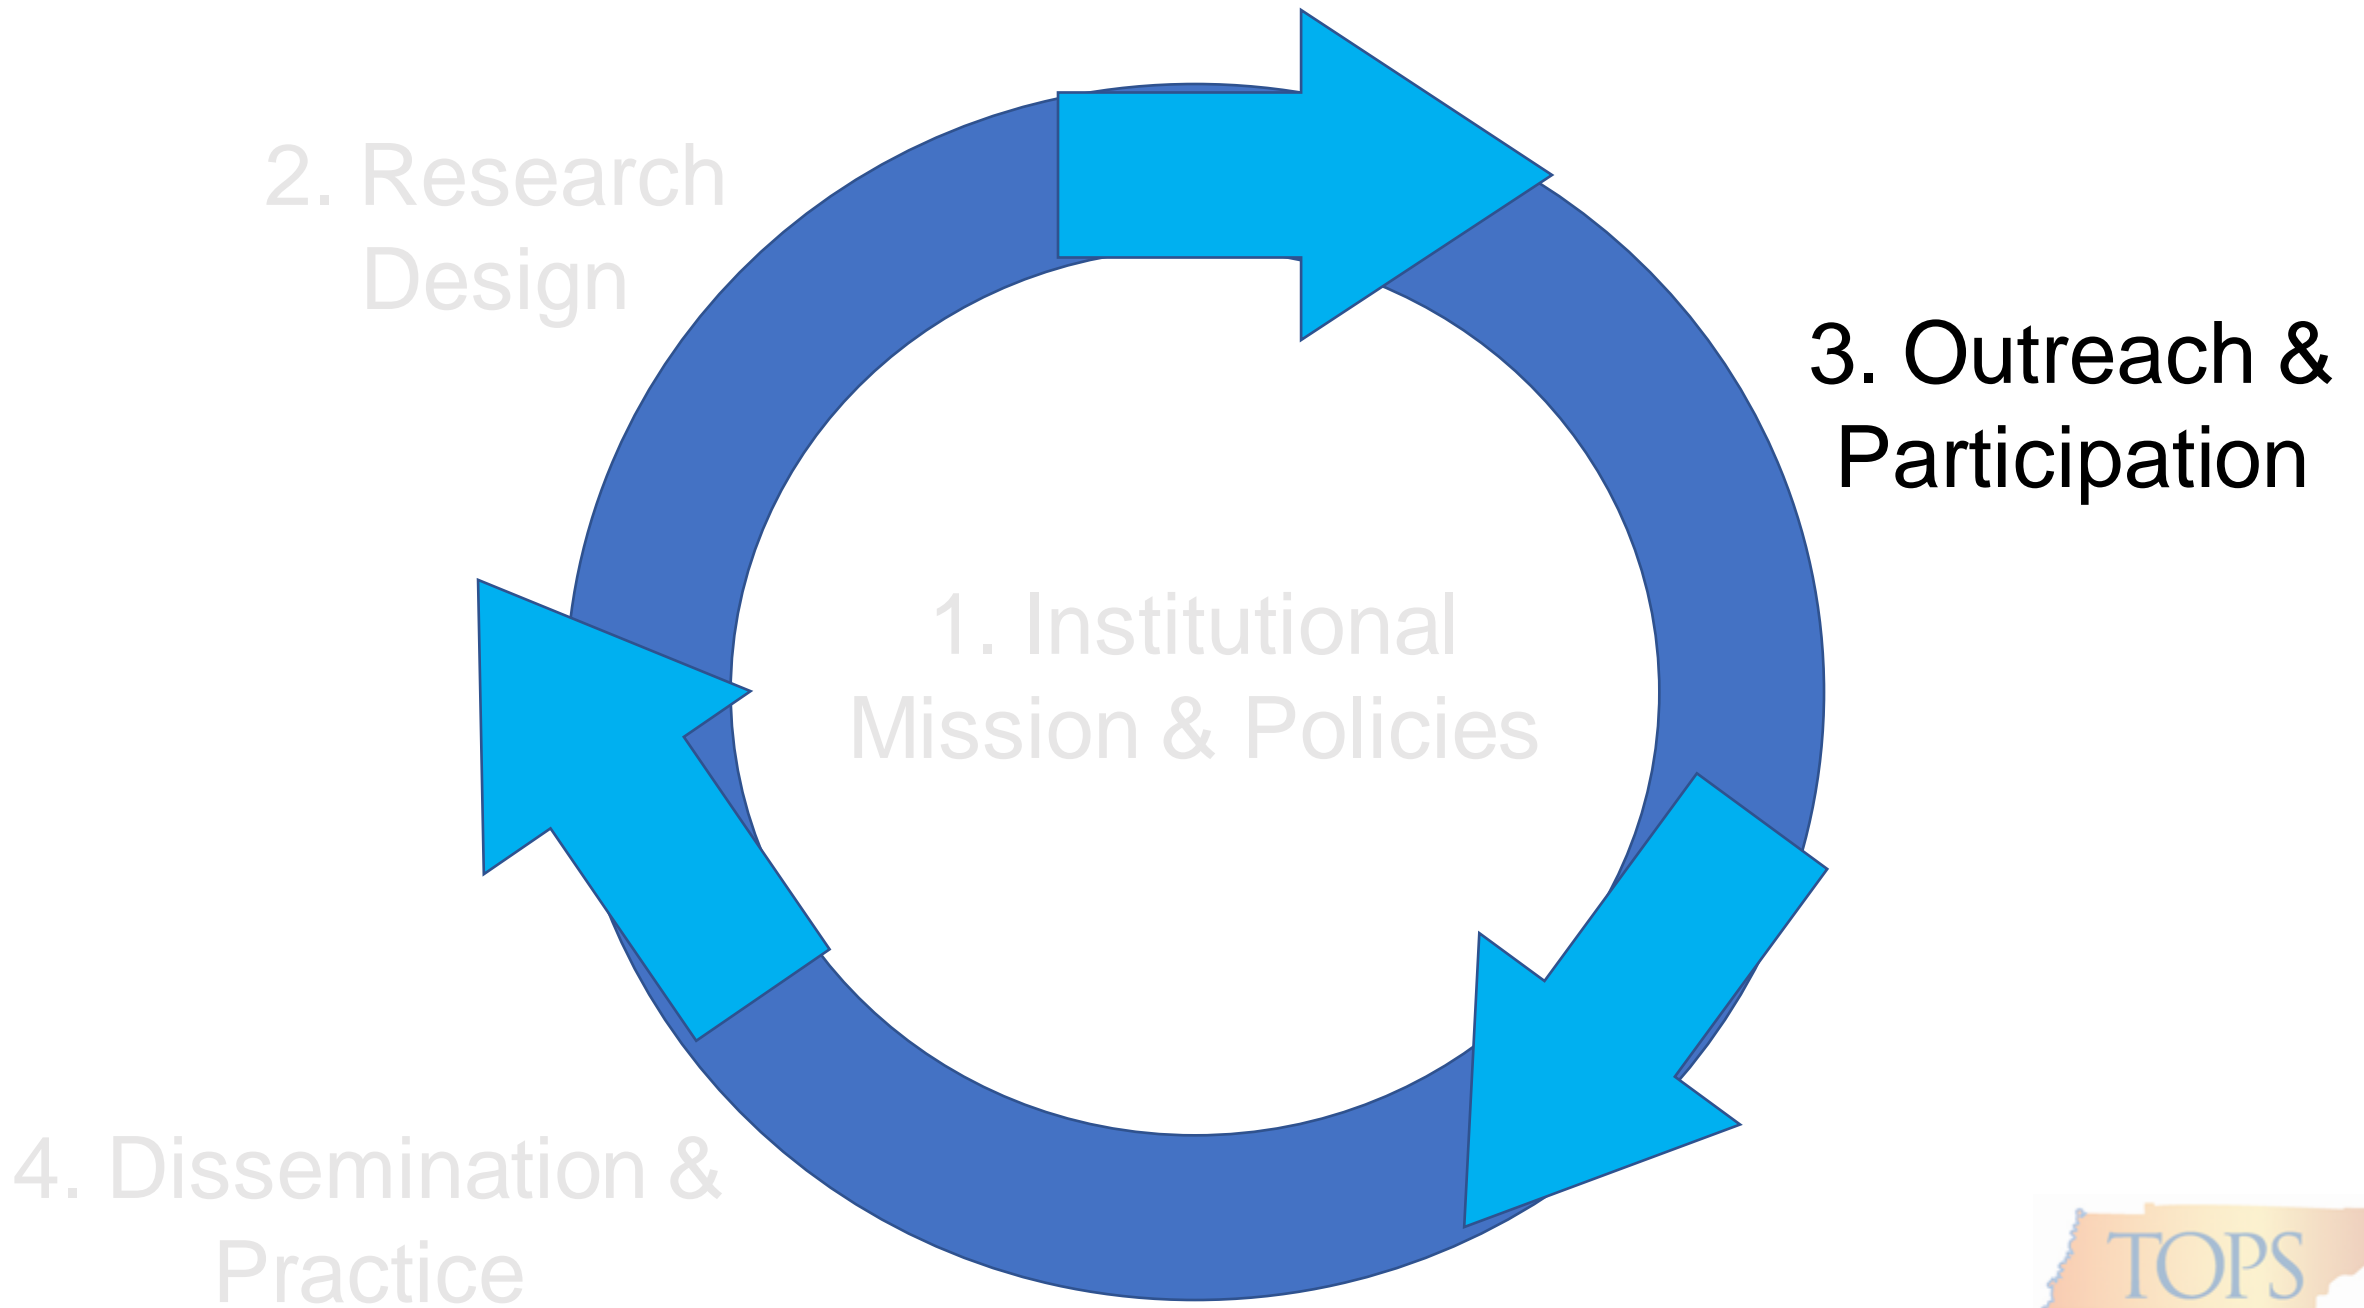 2. Research
Design
3. Outreach &
Participation
1. Institutional
Mission & Policies
4. Dissemination &
Practice
TOPS